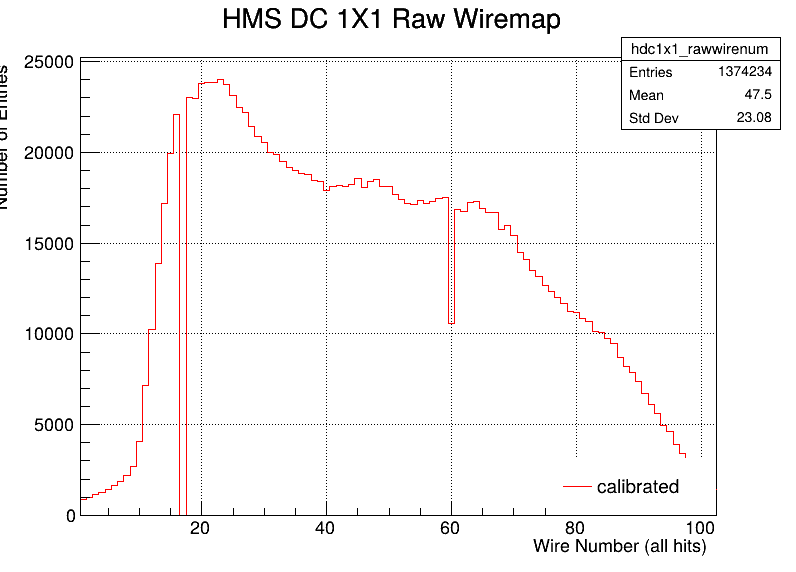 HMS DC 1X1 Raw Wiremap
hdc1x1_rawwirenum
Entries 1374234
Mean 47.5
Std Dev 23.08
Number of Entries
25000
20000
15000
10000
5000
0
calibrated
20 40 60 80 100
Wire Number (all hits)